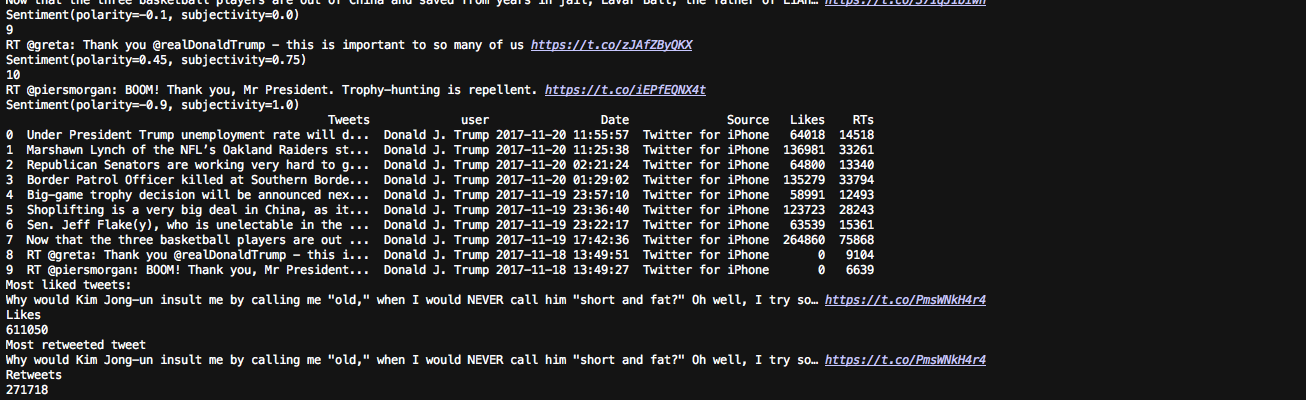 Now that the three basketball players are out of China and saved from years in jail, LaVar Ball, the father of LiAn… https://t.co/
Sentiment(polarity=-0.1, subjectivity=0.0)
9
RT @greta: Thank you @realDonaldTrump - this is important to so many of us https://t.co/zJAfZByQKX
Sentiment(polarity=0.45, subjectivity=0.75)
10
RT @piersmorgan: BOOM! Thank you, Mr President. Trophy-hunting is repellent. https://t.co/iEPfEQNX4t
Sentiment(polarity=-0.9, subjectivity=1.0)
Tweets user Date Source Likes RTs
0 Under President Trump unemployment rate will d... Donald J. Trump 2017-11-20 11:55:57 Twitter for iPhone 64018 14518
1 Marshawn Lynch of the NFL’s Oakland Raiders st... Donald J. Trump 2017-11-20 11:25:38 Twitter for iPhone 136981 33261
2 Republican Senators are working very hard to g... Donald J. Trump 2017-11-20 02:21:24 Twitter for iPhone 64800 13340
3 Border Patrol Officer killed at Southern Borde... Donald J. Trump 2017-11-20 01:29:02 Twitter for iPhone 135279 33794
4 Big-game trophy decision will be announced nex... Donald J. Trump 2017-11-19 23:57:10 Twitter for iPhone 58991 12493
5 Shoplifting is a very big deal in China, as it... Donald J. Trump 2017-11-19 23:36:40 Twitter for iPhone 123723 28243
6 Sen. Jeff Flake(y), who is unelectable in the ... Donald J. Trump 2017-11-19 23:22:17 Twitter for iPhone 63539 15361
7 Now that the three basketball players are out ... Donald J. Trump 2017-11-19 17:42:36 Twitter for iPhone 264860 75868
8 RT @greta: Thank you @realDonaldTrump - this i... Donald J. Trump 2017-11-18 13:49:51 Twitter for iPhone 0 9104
9 RT @piersmorgan: BOOM! Thank you, Mr President... Donald J. Trump 2017-11-18 13:49:27 Twitter for iPhone 0 6639
Most liked tweets:
Why would Kim Jong-un insult me by calling me "old," when I would NEVER call him "short and fat?" Oh well, I try so… https://t.co/PmsWNkH4r4
Likes
611050
Most retweeted tweet
Why would Kim Jong-un insult me by calling me "old," when I would NEVER call him "short and fat?" Oh well, I try so… https://t.co/PmsWNkH4r4
Retweets
271718